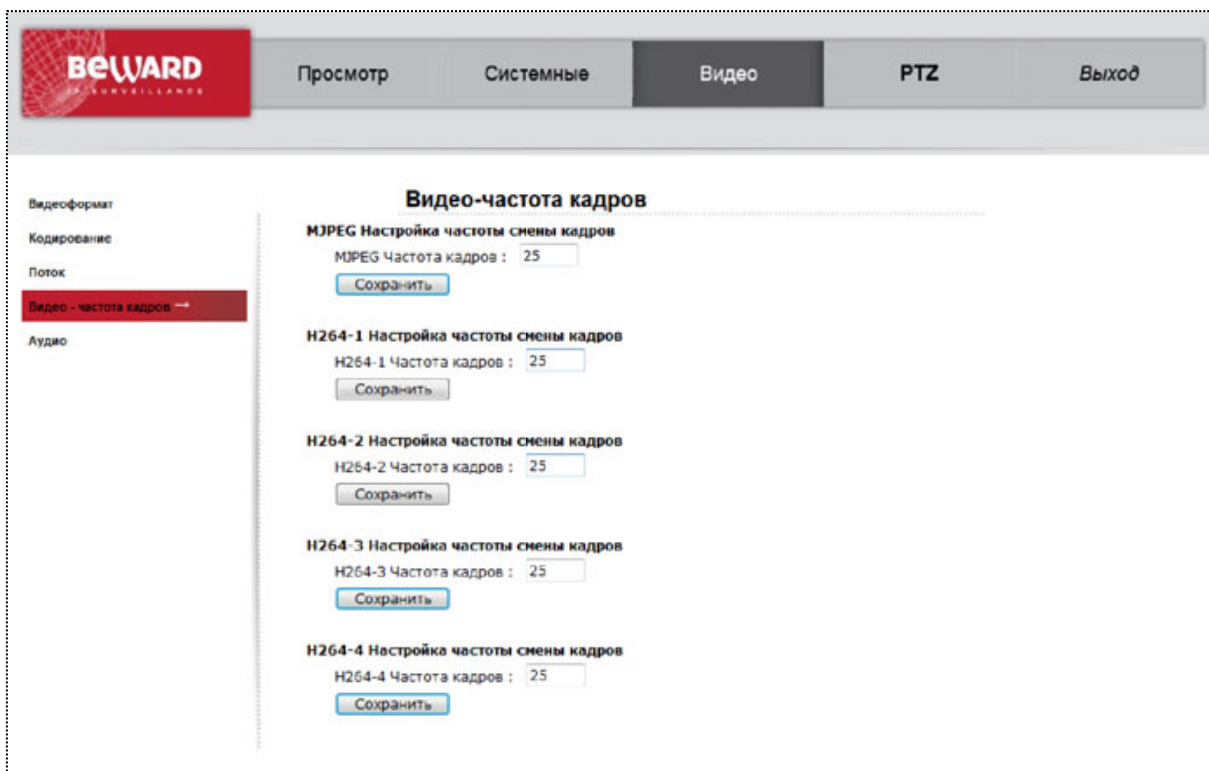 BEWARD
IP SURVEILLANCE
Просмотр Системные Видео PTZ Выход
Видеоформат
Кодирование
Поток
Видео - частота кадров →
Аудио
Видео-частота кадров
MJPEG Настройка частоты смены кадров
MJPEG Частота кадров : 25
Сохранить
H264-1 Настройка частоты смены кадров
H264-1 Частота кадров : 25
Сохранить
H264-2 Настройка частоты смены кадров
H264-2 Частота кадров : 25
Сохранить
H264-3 Настройка частоты смены кадров
H264-3 Частота кадров : 25
Сохранить
H264-4 Настройка частоты смены кадров
H264-4 Частота кадров : 25
Сохранить